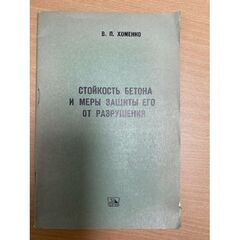 В. П. ХОМЕНКО
СТОЙКОСТЬ БЕТОНА
И МЕРЫ ЗАЩИТЫ ЕГО
ОТ РАЗРУШЕНИЯ